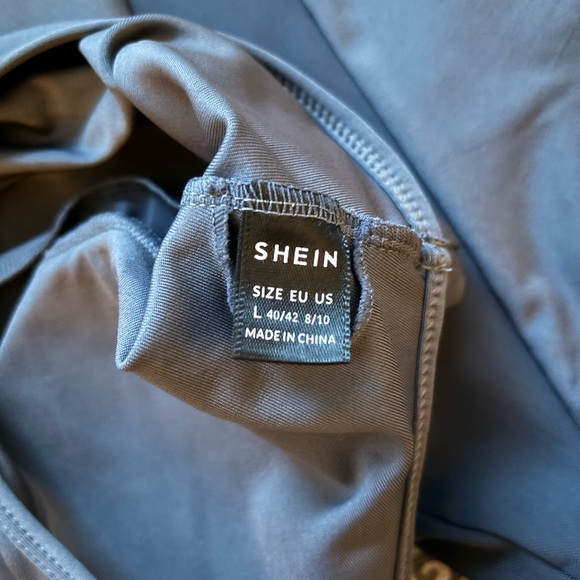 SHEIN
SIZE EU US
L 40/42 8/10
MADE IN CHINA